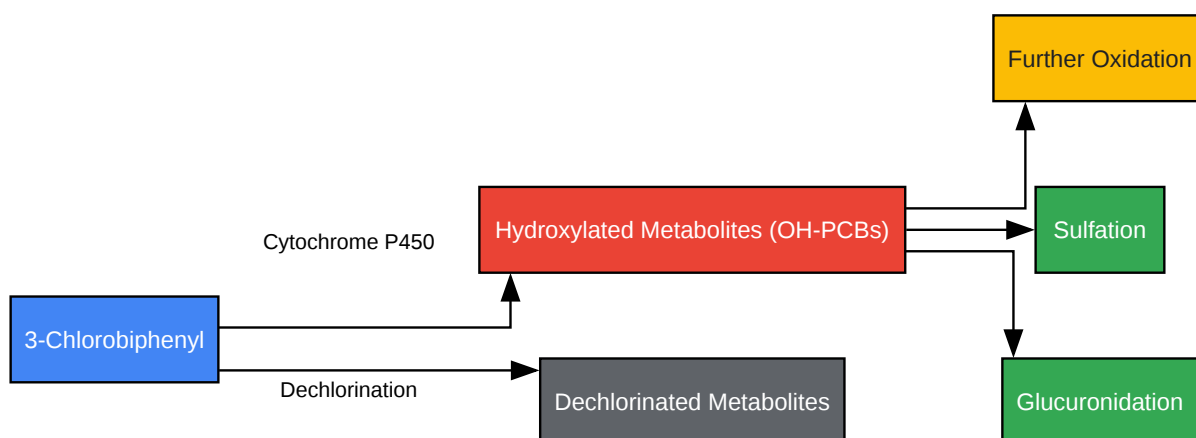 Further Oxidation
Hydroxylated Metabolites (OH-PCBs)
Sulfation
Cytochrome P450
3-Chlorobiphenyl
Dechlorination
Dechlorinated Metabolites
Glucuronidation